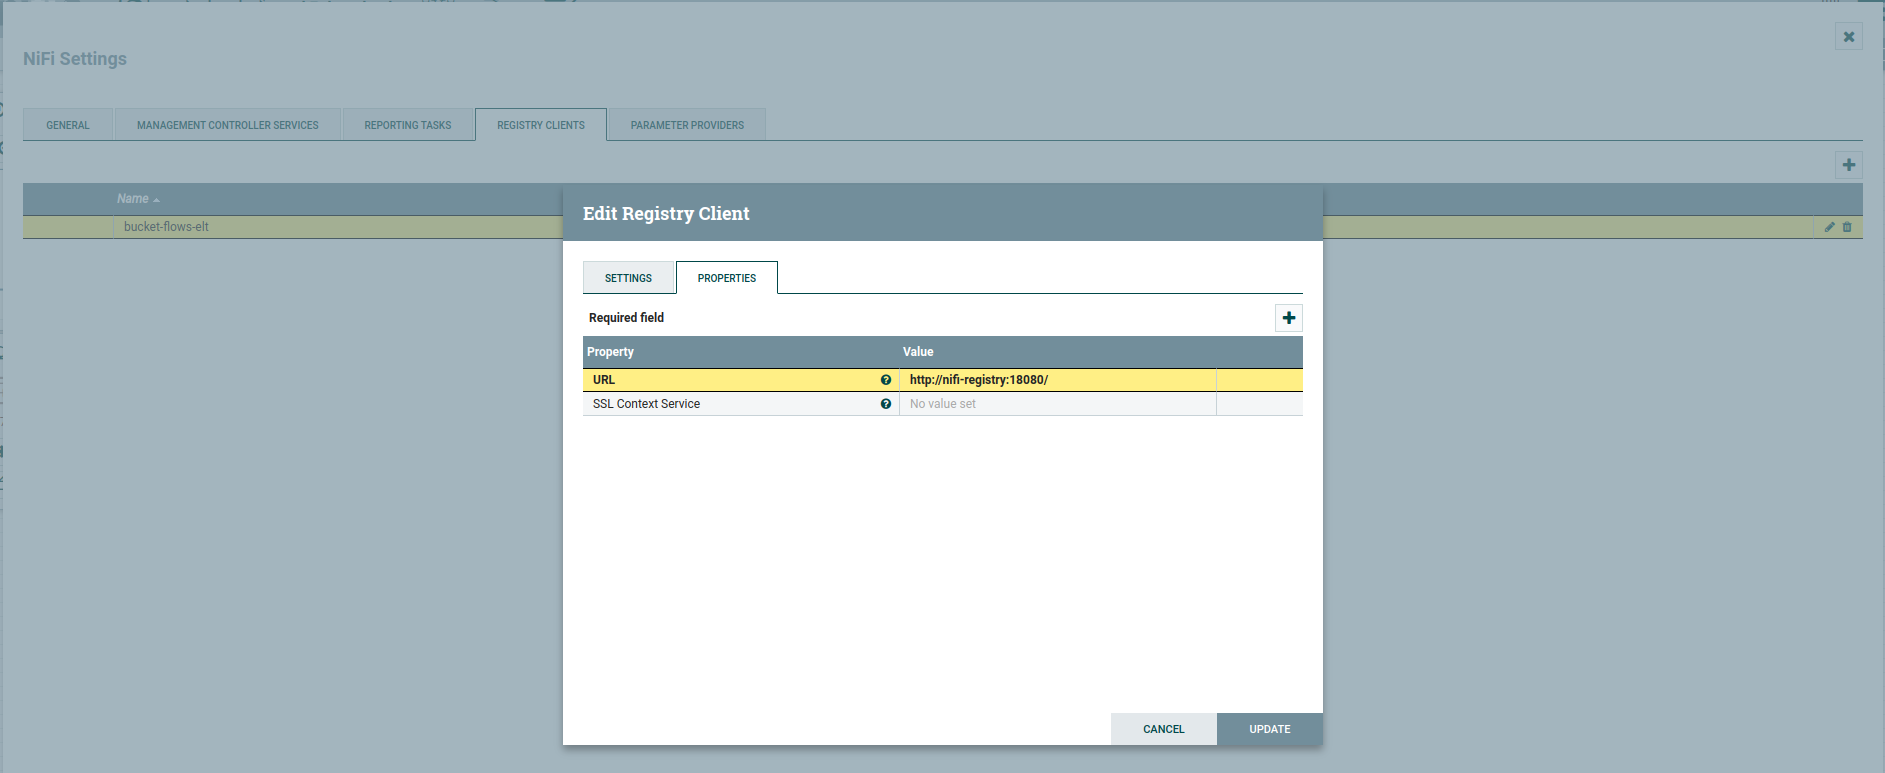 NiFi Settings
GENERAL
MANAGEMENT CONTROLLER SERVICES
REPORTING TASKS
REGISTRY CLIENTS
PARAMETER PROVIDERS
Name
bucket-flows-elt
Edit Registry Client
SETTINGS
PROPERTIES
Required field
Property Value
URL http://nifi-registry:18080/
SSL Context Service No value set
CANCEL
UPDATE